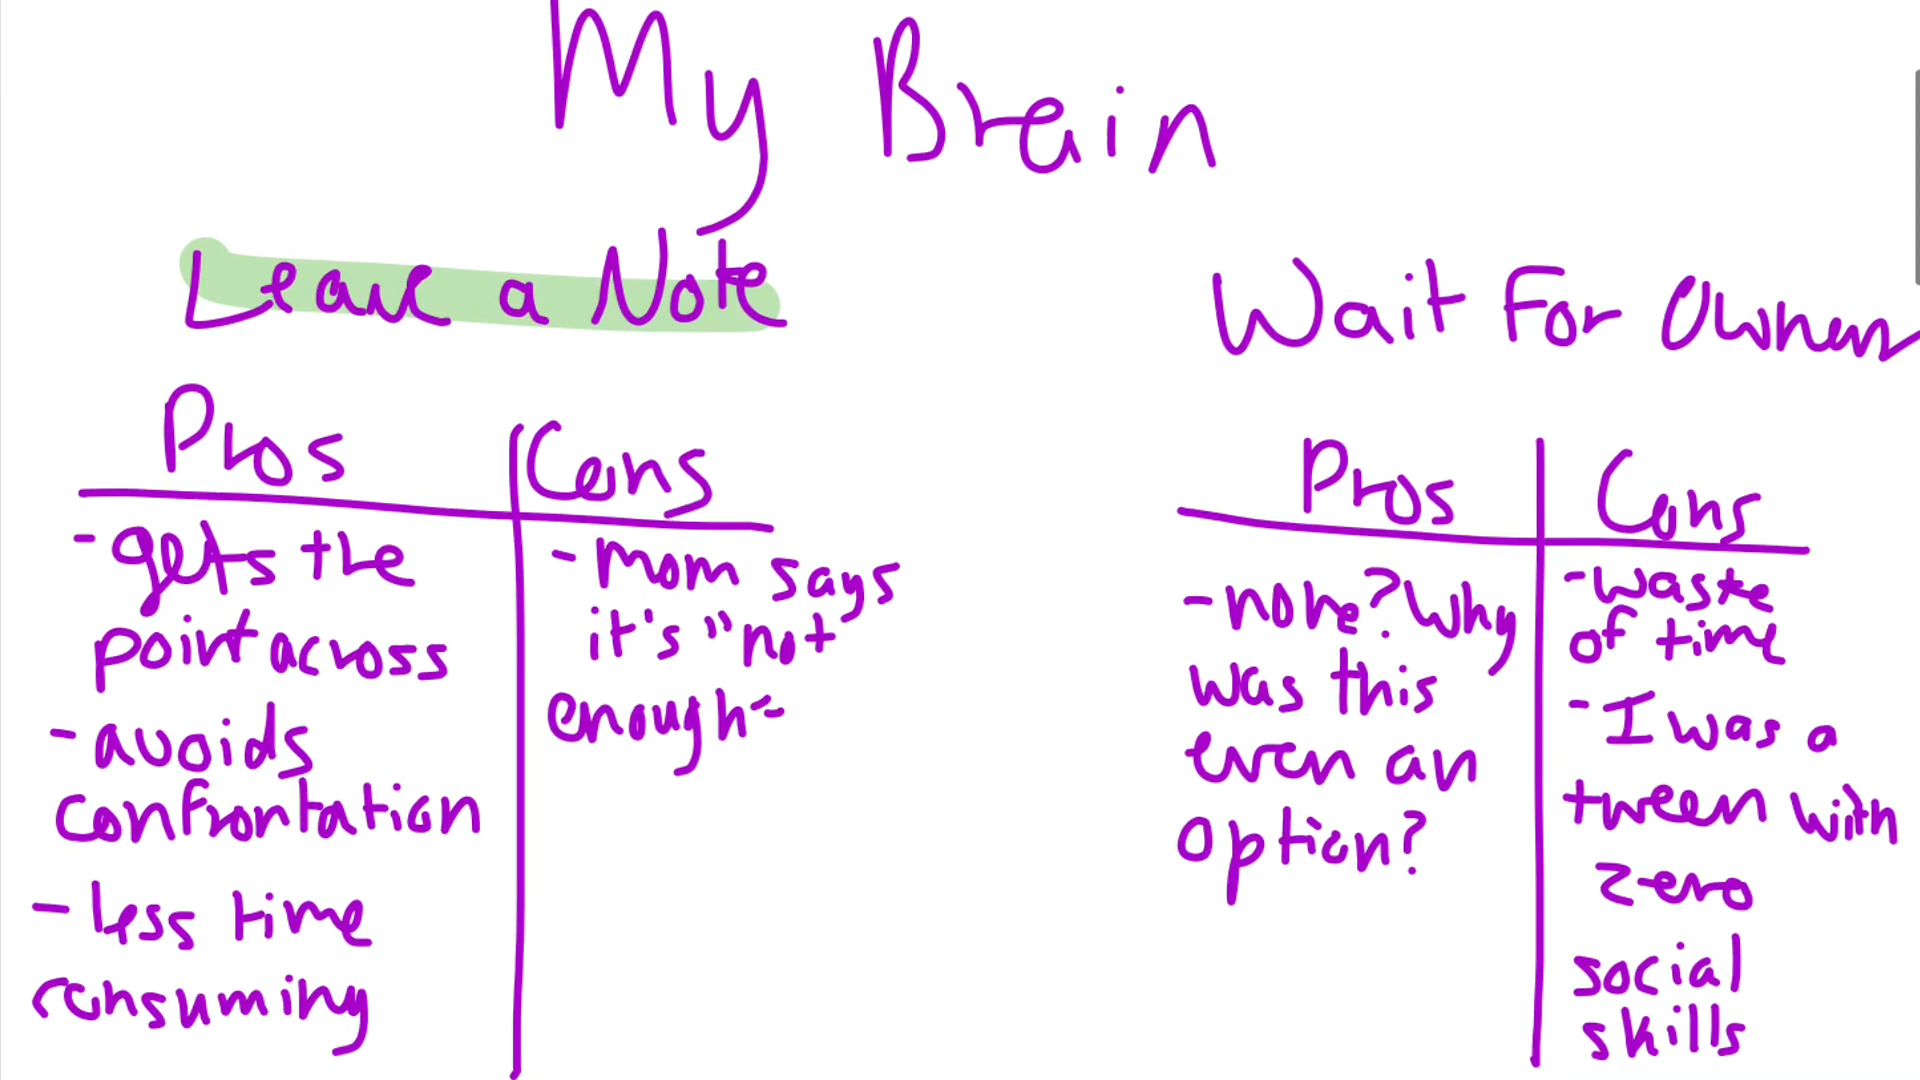 My Brain
Leave a Note
Pros
Cons
- gets the
point across
- avoids
confrontation
- less time
consuming
- mom says
it's "not
enough"
Wait For Owners
Pros
Cons
- none? Why
was this
even an
option?
- waste
of time
- I was a
tween with
zero
social
skills